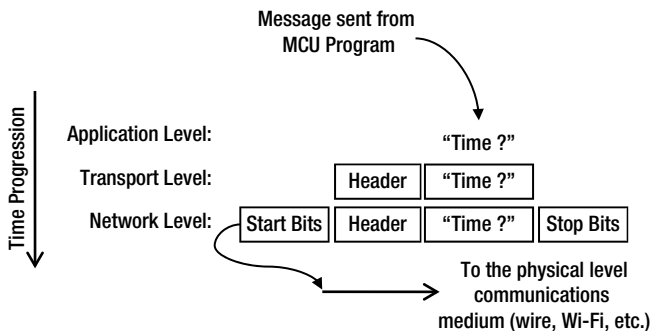 Message sent from
MCU Program
Time Progression
Application Level: “Time ?”
Transport Level: Header “Time ?”
Network Level: Start Bits Header “Time ?” Stop Bits
To the physical level
communications
medium (wire, Wi-Fi, etc.)